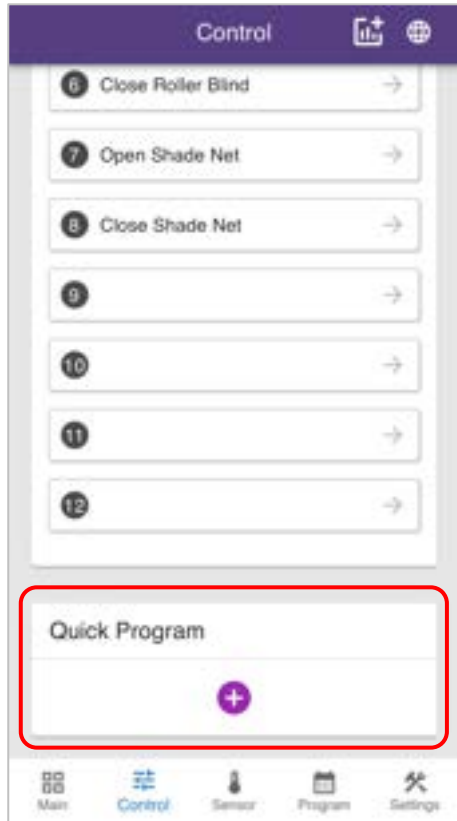 Control
6 Close Roller Blind
7 Open Shade Net
8 Close Shade Net
9
10
11
12
Quick Program
Main Control Sensor Program Settings